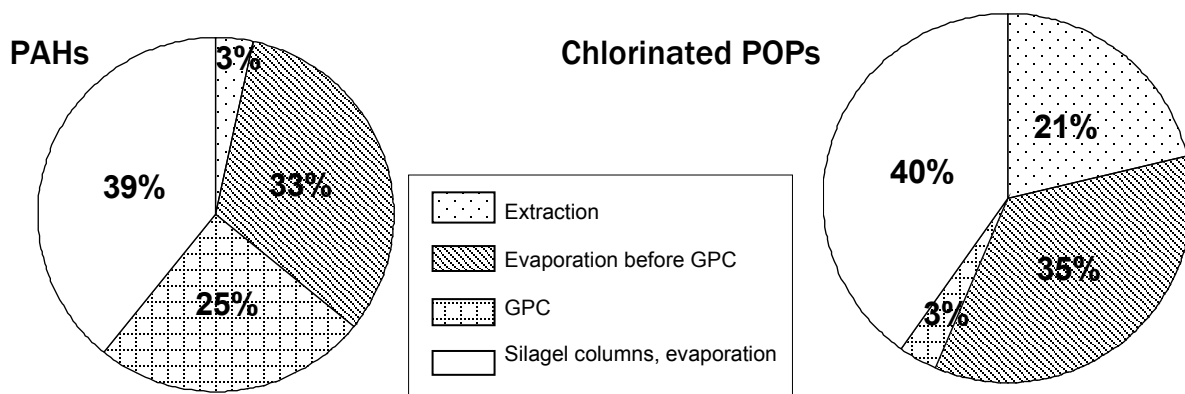 PAHs
3%
33%
25%
39%
Extraction
Evaporation before GPC
GPC
Silagel columns, evaporation
Chlorinated POPs
21%
35%
3%
40%